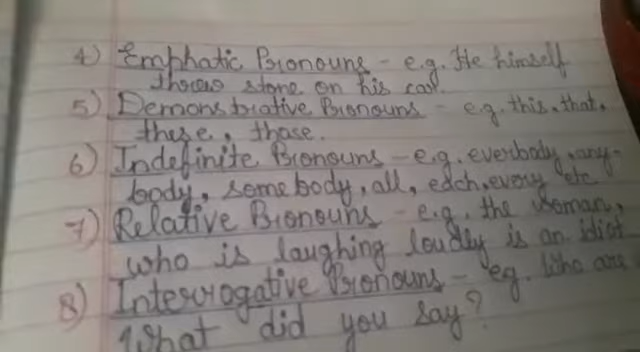 4) Emphatic Pronouns - e.g. He himself
throws stone on his car.
5) Demonstrative Pronouns - e.g. this, that,
these, those.
6) Indefinite Pronouns - e.g. everbody, any-
body, somebody, all, each, every etc
7) Relative Pronouns - e.g. the woman,
who is laughing loudly is an idiot
8) Interrogative Pronouns - eg. Who are
What did you say?